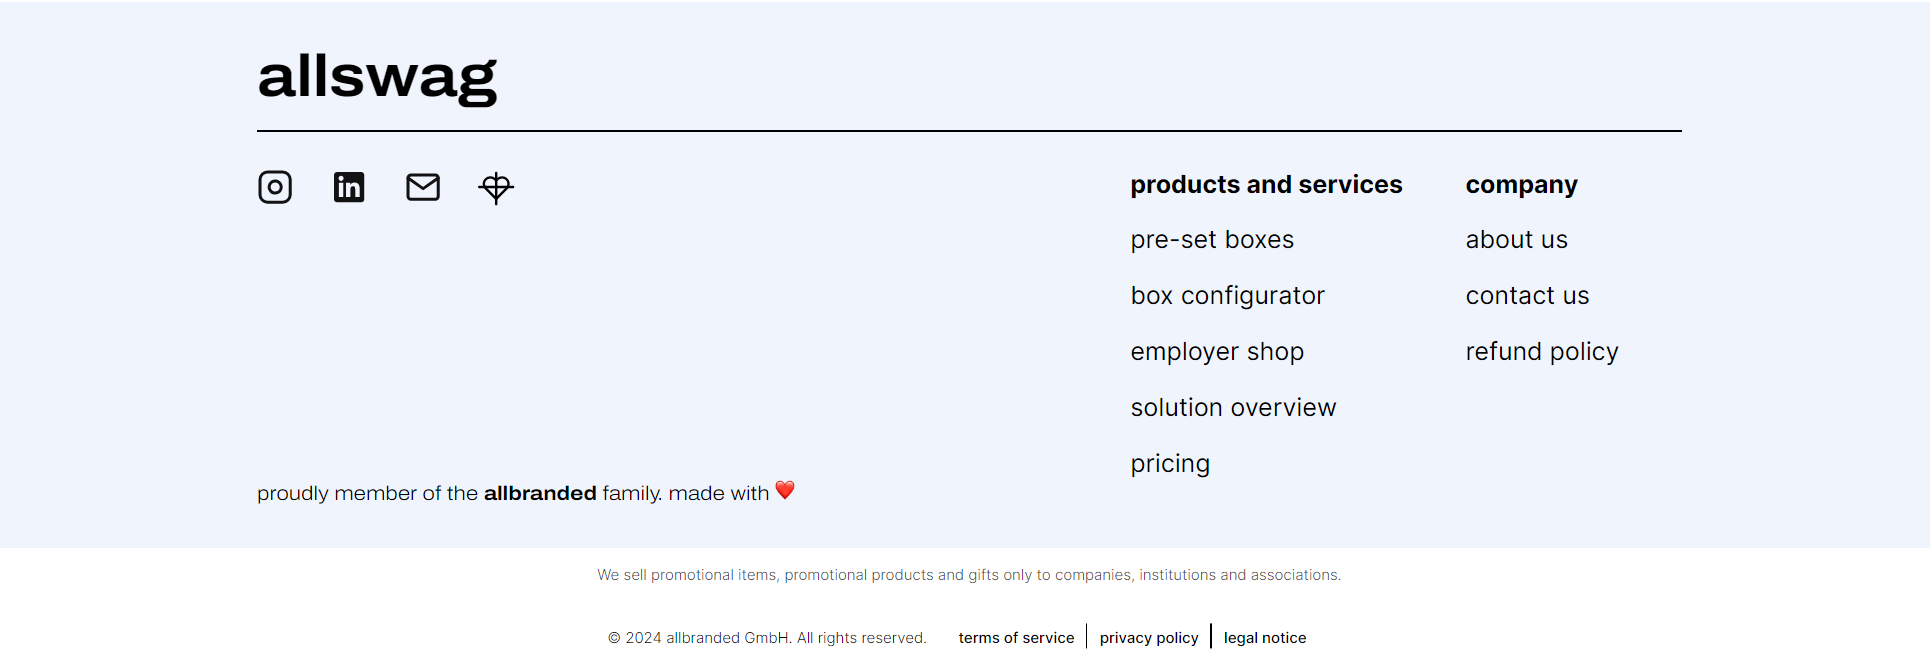 allswag
products and services
pre-set boxes
box configurator
employer shop
solution overview
pricing
company
about us
contact us
refund policy
proudly member of the allbranded family. made with ❤️
We sell promotional items, promotional products and gifts only to companies, institutions and associations.
© 2024 allbranded GmbH. All rights reserved. terms of service | privacy policy | legal notice